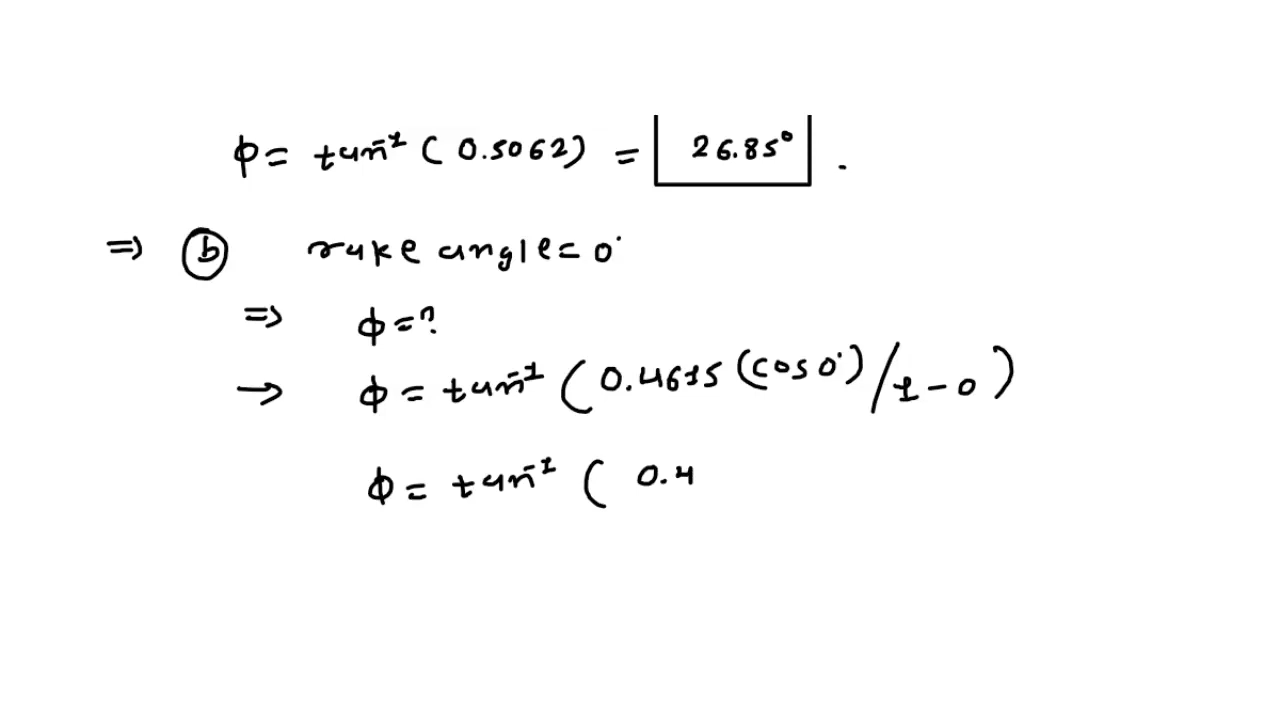 φ = tan⁻¹ ( 0.5062) = 26.85° .
⇒ (b) rake angle = 0°
⇒ φ = ?
→ φ = tan⁻¹ ( 0.4615 (cos 0°) / 1 - 0 )
φ = tan⁻¹ ( 0.4